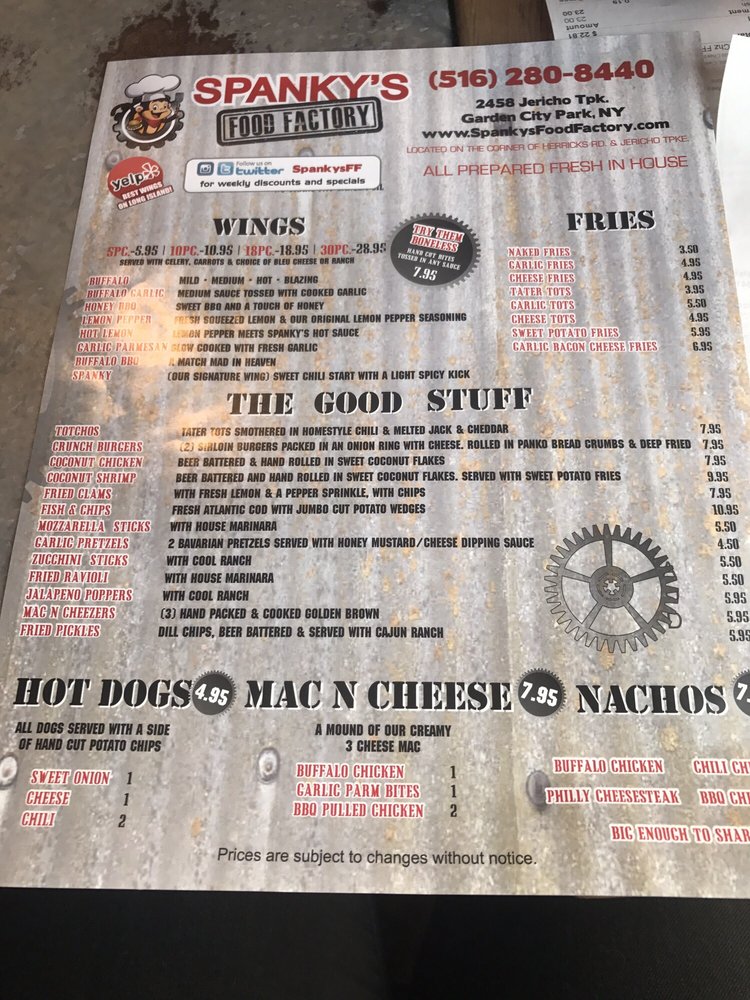 SPANKY'S
FOOD FACTORY
(516) 280-8440
2458 Jericho Tpk.
Garden City Park, NY
www.SpankysFoodFactory.com
LOCATED ON THE CORNER OF HERRICKS RD. & JERICHO TPKE.
ALL PREPARED FRESH IN HOUSE
yelp
BEST WINGS
ON LONG ISLAND!
Follow us on
twitter SpankysFF
for weekly discounts and specials
WINGS
5PC.-5.95 | 10PC.-10.95 | 18PC.-18.95 | 30PC.-28.95
SERVED WITH CELERY, CARROTS & CHOICE OF BLEU CHEESE OR RANCH
TRY THEM
BONELESS
HAND CUT BITES
TOSSED IN ANY SAUCE
7.95
BUFFALO MILD - MEDIUM - HOT - BLAZING
BUFFALO GARLIC MEDIUM SAUCE TOSSED WITH COOKED GARLIC
HONEY BBQ SWEET BBQ AND A TOUCH OF HONEY
LEMON PEPPER FRESH SQUEEZED LEMON & OUR ORIGINAL LEMON PEPPER SEASONING
HOT LEMON LEMON PEPPER MEETS SPANKY'S HOT SAUCE
GARLIC PARMESAN SLOW COOKED WITH FRESH GARLIC
BUFFALO BBQ A MATCH MAD IN HEAVEN
SPANKY (OUR SIGNATURE WING) SWEET CHILI START WITH A LIGHT SPICY KICK
FRIES
NAKED FRIES 3.50
GARLIC FRIES 4.95
CHEESE FRIES 4.95
TATER TOTS 3.95
GARLIC TOTS 5.50
CHEESE TOTS 4.95
SWEET POTATO FRIES 5.95
GARLIC BACON CHEESE FRIES 6.95
THE GOOD STUFF
TOTCHOS TATER TOTS SMOTHERED IN HOMESTYLE CHILI & MELTED JACK & CHEDDAR 7.95
CRUNCH BURGERS (2) SIRLOIN BURGERS PACKED IN AN ONION RING WITH CHEESE. ROLLED IN PANKO BREAD CRUMBS & DEEP FRIED 7.95
COCONUT CHICKEN BEER BATTERED & HAND ROLLED IN SWEET COCONUT FLAKES 7.95
COCONUT SHRIMP BEER BATTERED AND HAND ROLLED IN SWEET COCONUT FLAKES. SERVED WITH SWEET POTATO FRIES 9.95
FRIED CLAMS WITH FRESH LEMON & A PEPPER SPRINKLE, WITH CHIPS 7.95
FISH & CHIPS FRESH ATLANTIC COD WITH JUMBO CUT POTATO WEDGES 10.95
MOZZARELLA STICKS WITH HOUSE MARINARA 5.50
GARLIC PRETZELS 2 BAVARIAN PRETZELS SERVED WITH HONEY MUSTARD/CHEESE DIPPING SAUCE 4.50
ZUCCHINI STICKS WITH COOL RANCH 5.50
FRIED RAVIOLI WITH HOUSE MARINARA 5.50
JALAPENO POPPERS WITH COOL RANCH 5.95
MAC N CHEEZERS (3) HAND PACKED & COOKED GOLDEN BROWN 5.95
FRIED PICKLES DILL CHIPS, BEER BATTERED & SERVED WITH CAJUN RANCH 5.95
HOT DOGS 4.95
ALL DOGS SERVED WITH A SIDE
OF HAND CUT POTATO CHIPS
SWEET ONION 1
CHEESE 1
CHILI 2
MAC N CHEESE 7.95
A MOUND OF OUR CREAMY
3 CHEESE MAC
BUFFALO CHICKEN 1
GARLIC PARM BITES 1
BBQ PULLED CHICKEN 2
NACHOS 7.
BUFFALO CHICKEN CHILI CH
PHILLY CHEESESTEAK BBQ CHI
BIG ENOUGH TO SHAR
Prices are subject to changes without notice.
23.00
Amount
$ 22.81